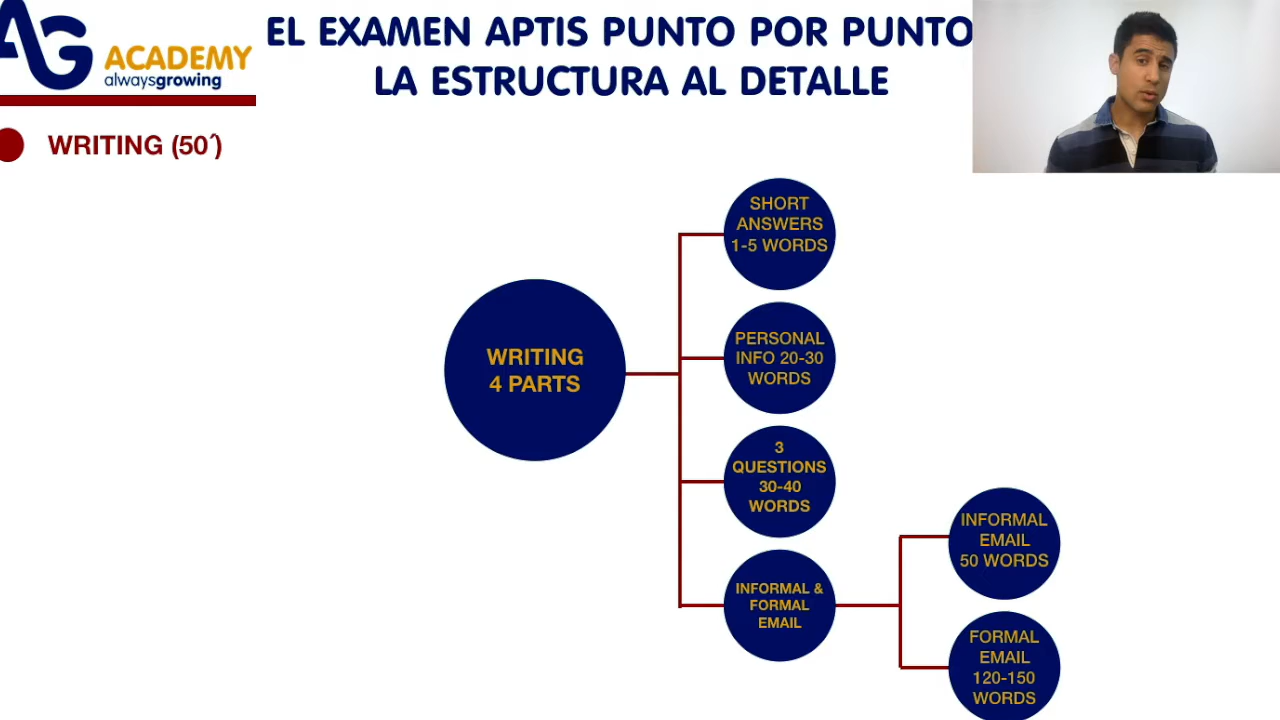 EL EXAMEN APTIS PUNTO POR PUNTO
LA ESTRUCTURA AL DETALLE
AG
ACADEMY
alwaysgrowing
WRITING (50´)
WRITING
4 PARTS
SHORT
ANSWERS
1-5 WORDS
PERSONAL
INFO 20-30
WORDS
3
QUESTIONS
30-40
WORDS
INFORMAL &
FORMAL
EMAIL
INFORMAL
EMAIL
50 WORDS
FORMAL
EMAIL
120-150
WORDS